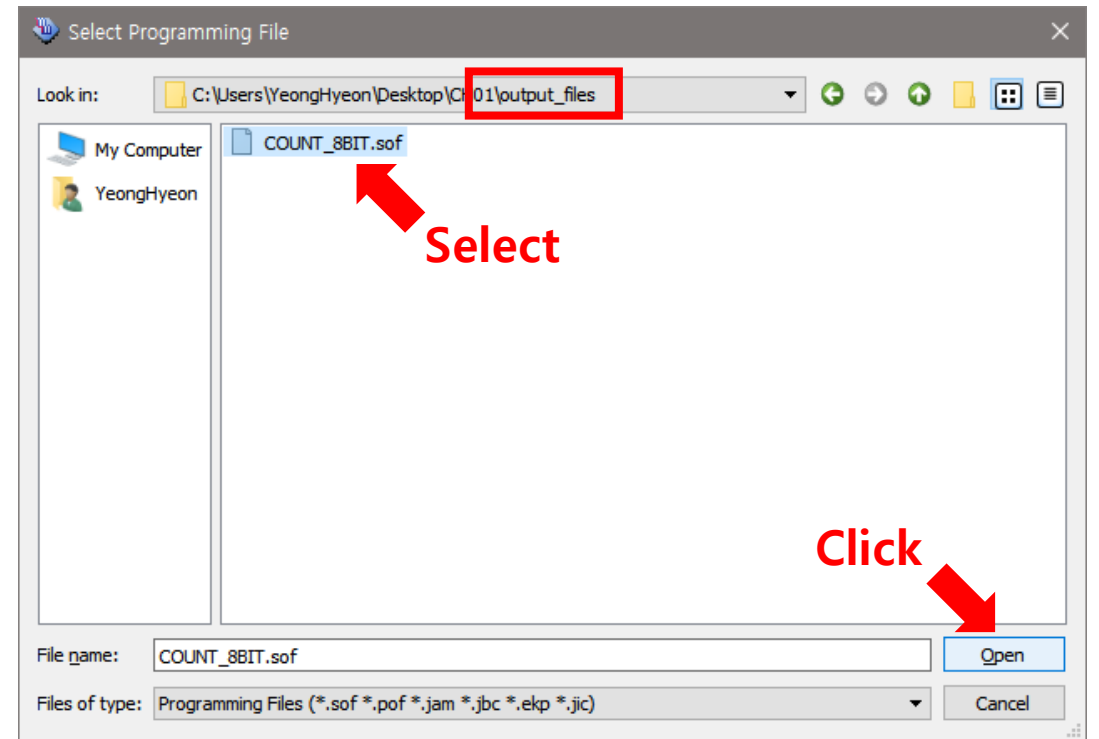 Select Programming File
Look in:
C:\Users\YeongHyeon\Desktop\Ch01\output_files
My Computer
COUNT_8BIT.sof
YeongHyeon
Select
Click
File name:
COUNT_8BIT.sof
Open
Files of type:
Programming Files (*.sof *.pof *.jam *.jbc *.ekp *.jic)
Cancel